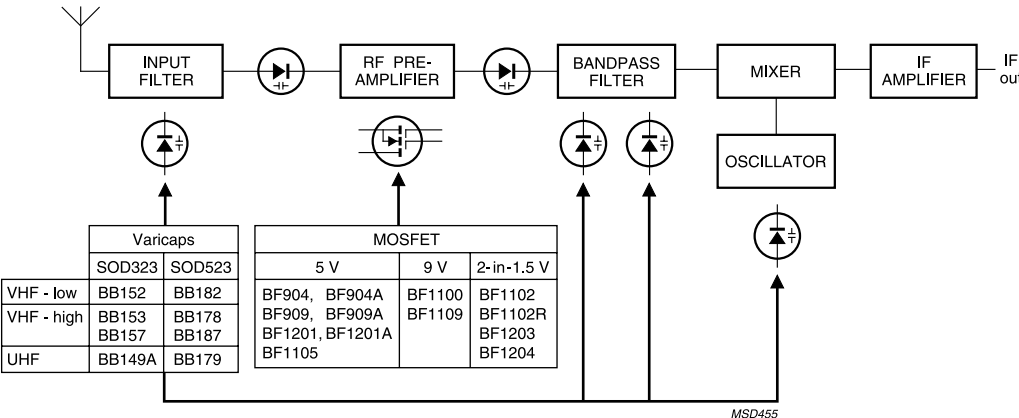 INPUT
FILTER
RF PRE-
AMPLIFIER
BANDPASS
FILTER
MIXER
IF
AMPLIFIER
IF
out
OSCILLATOR
Varicaps
SOD323 SOD523
VHF - low BB152 BB182
VHF - high BB153 BB178
BB157 BB187
UHF BB149A BB179
MOSFET
5 V 9 V 2-in-1.5 V
BF904, BF904A BF1100 BF1102
BF909, BF909A BF1109 BF1102R
BF1201, BF1201A BF1203
BF1105 BF1204
MSD455